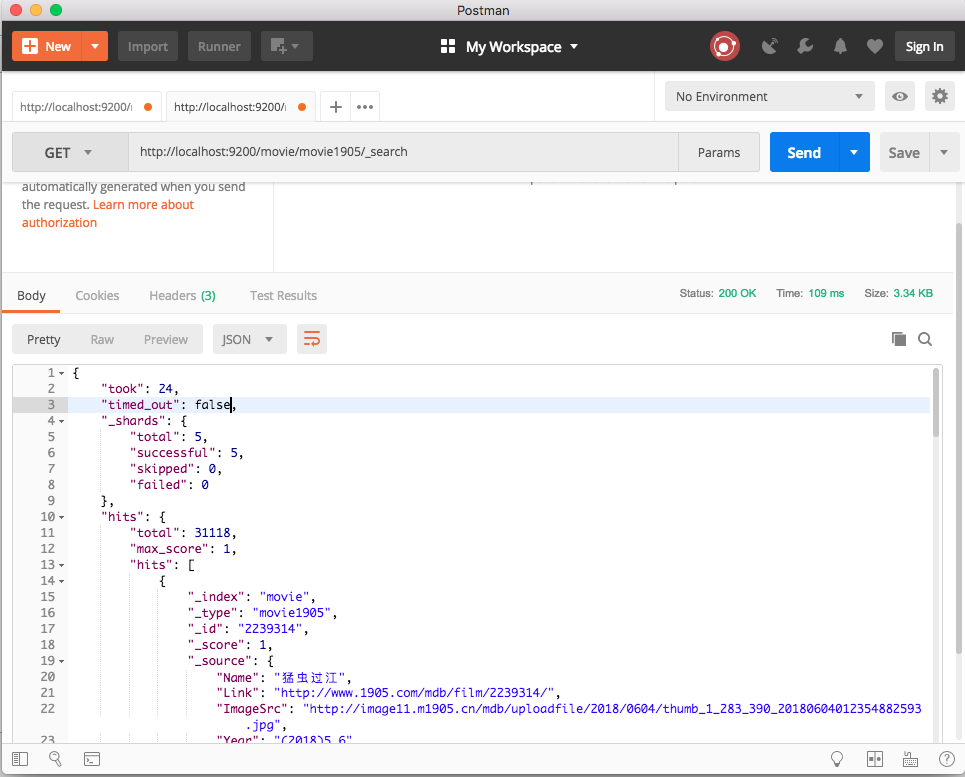 Postman
New
Import
Runner
My Workspace
Sign In
http://localhost:9200/
http://localhost:9200/
No Environment
GET
http://localhost:9200/movie/movie1905/_search
Params
Send
Save
automatically generated when you send
the request. Learn more about
authorization
Body
Cookies
Headers (3)
Test Results
Status: 200 OK
Time: 109 ms
Size: 3.34 KB
Pretty
Raw
Preview
JSON
1 {
2 "took": 24,
3 "timed_out": false,
4 "_shards": {
5 "total": 5,
6 "successful": 5,
7 "skipped": 0,
8 "failed": 0
9 },
10 "hits": {
11 "total": 31118,
12 "max_score": 1,
13 "hits": [
14 {
15 "_index": "movie",
16 "_type": "movie1905",
17 "_id": "2239314",
18 "_score": 1,
19 "_source": {
20 "Name": "猛虫过江",
21 "Link": "http://www.1905.com/mdb/film/2239314/",
22 "ImageSrc": "http://image11.m1905.cn/mdb/uploadfile/2018/0604/thumb_1_283_390_20180604012354882593
.jpg",
23 "Year": "(2018)5.6"